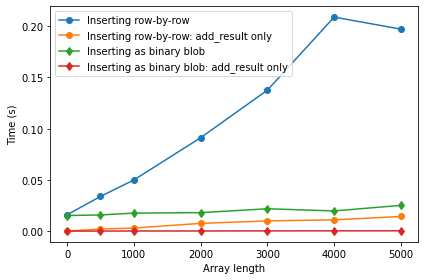 Inserting row-by-row
Inserting row-by-row: add_result only
Inserting as binary blob
Inserting as binary blob: add_result only
Time (s)
0.20
0.15
0.10
0.05
0.00
0 1000 2000 3000 4000 5000
Array length